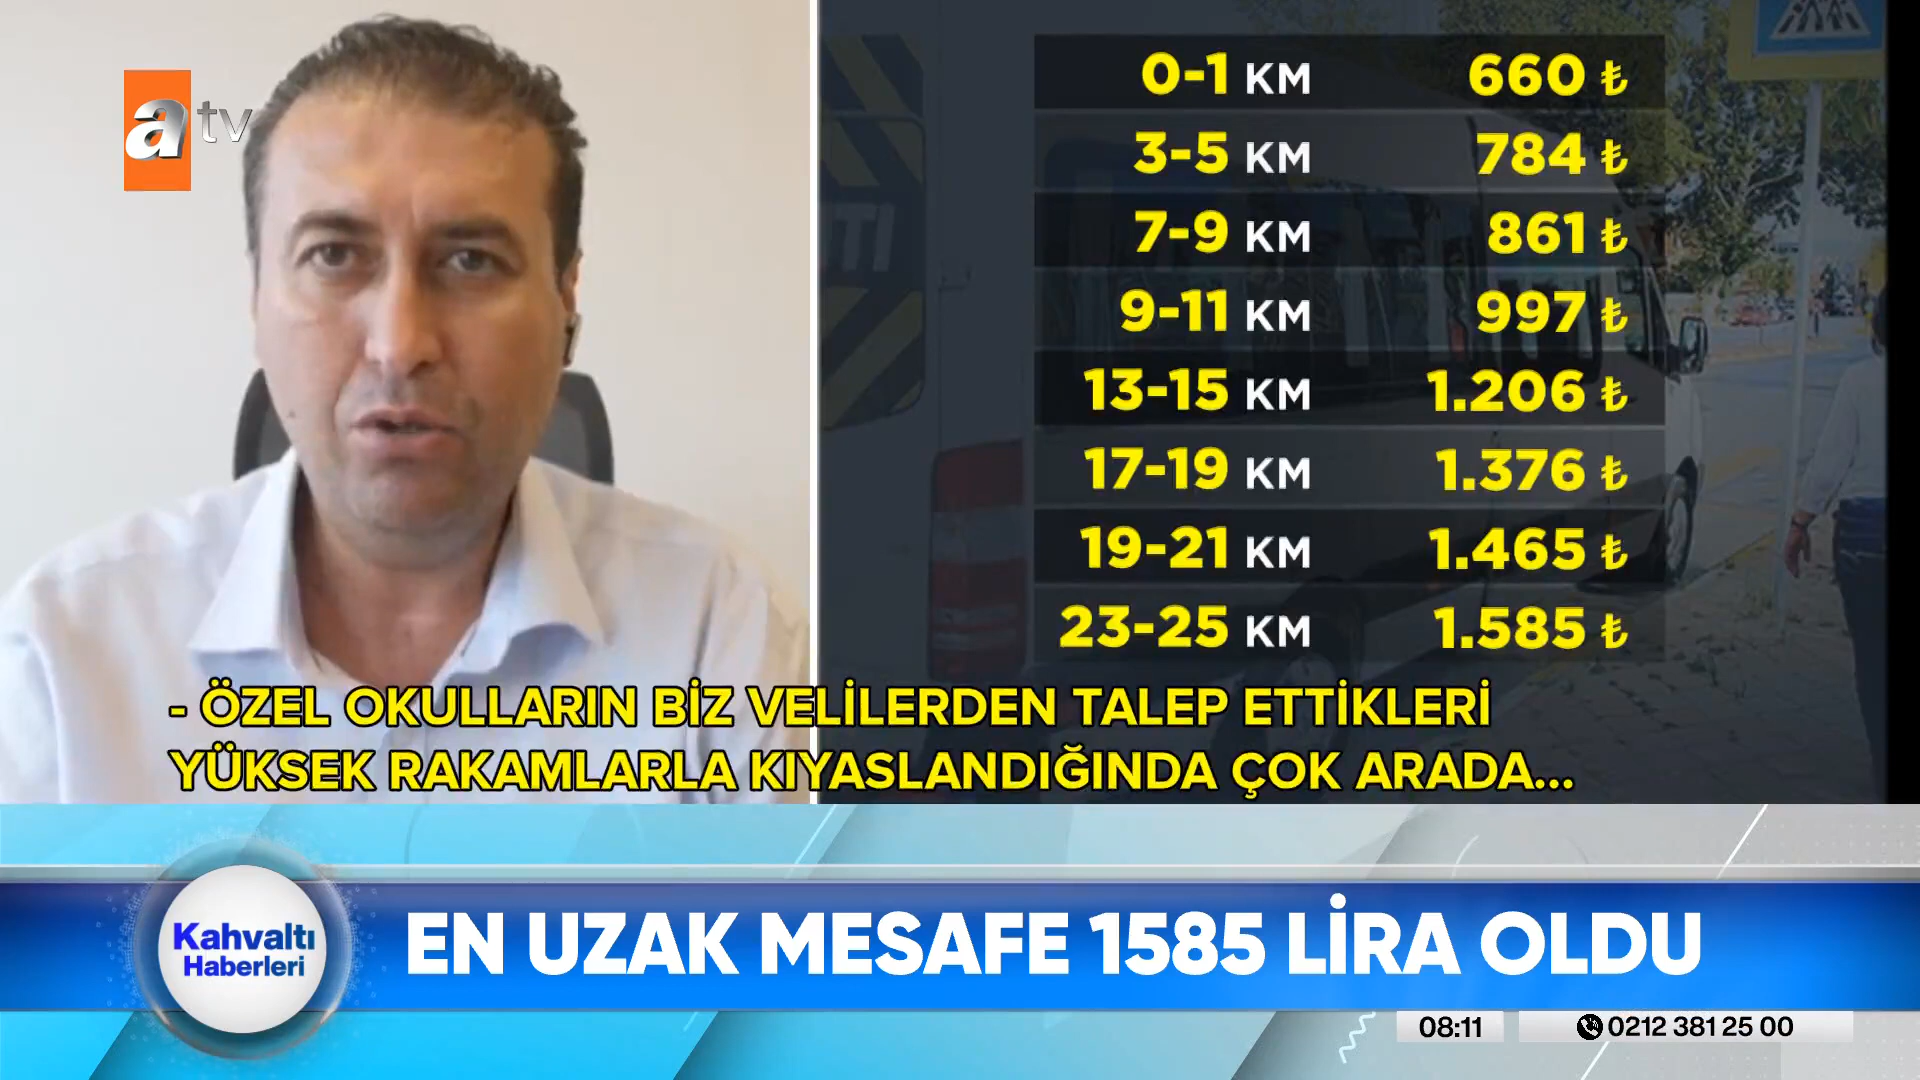 atv
0-1 KM 660 ₺
3-5 KM 784 ₺
7-9 KM 861 ₺
9-11 KM 997 ₺
13-15 KM 1.206 ₺
17-19 KM 1.376 ₺
19-21 KM 1.465 ₺
23-25 KM 1.585 ₺
- ÖZEL OKULLARIN BİZ VELİLERDEN TALEP ETTİKLERİ
YÜKSEK RAKAMLARLA KIYASLANDIĞINDA ÇOK ARADA...
Kahvaltı
Haberleri
EN UZAK MESAFE 1585 LİRA OLDU
08:11
0212 381 25 00